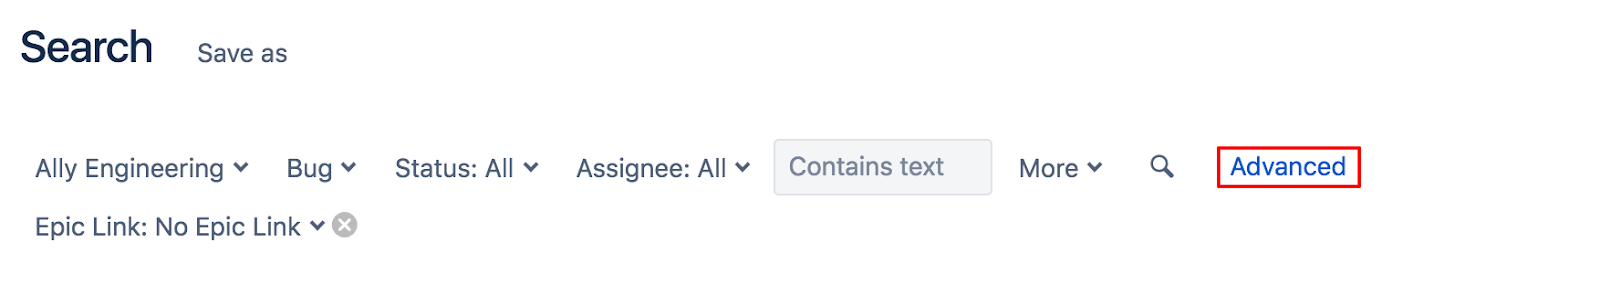 Search Save as
Ally Engineering Bug Status: All Assignee: All Contains text More Advanced
Epic Link: No Epic Link